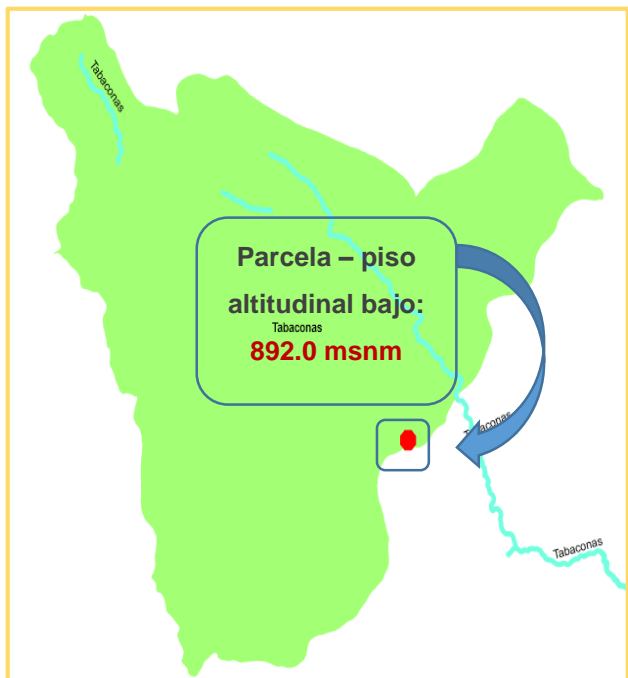 Tabaconas
Parcela – piso
altitudinal bajo:
Tabaconas
892.0 msnm
Tabaconas
Tabaconas